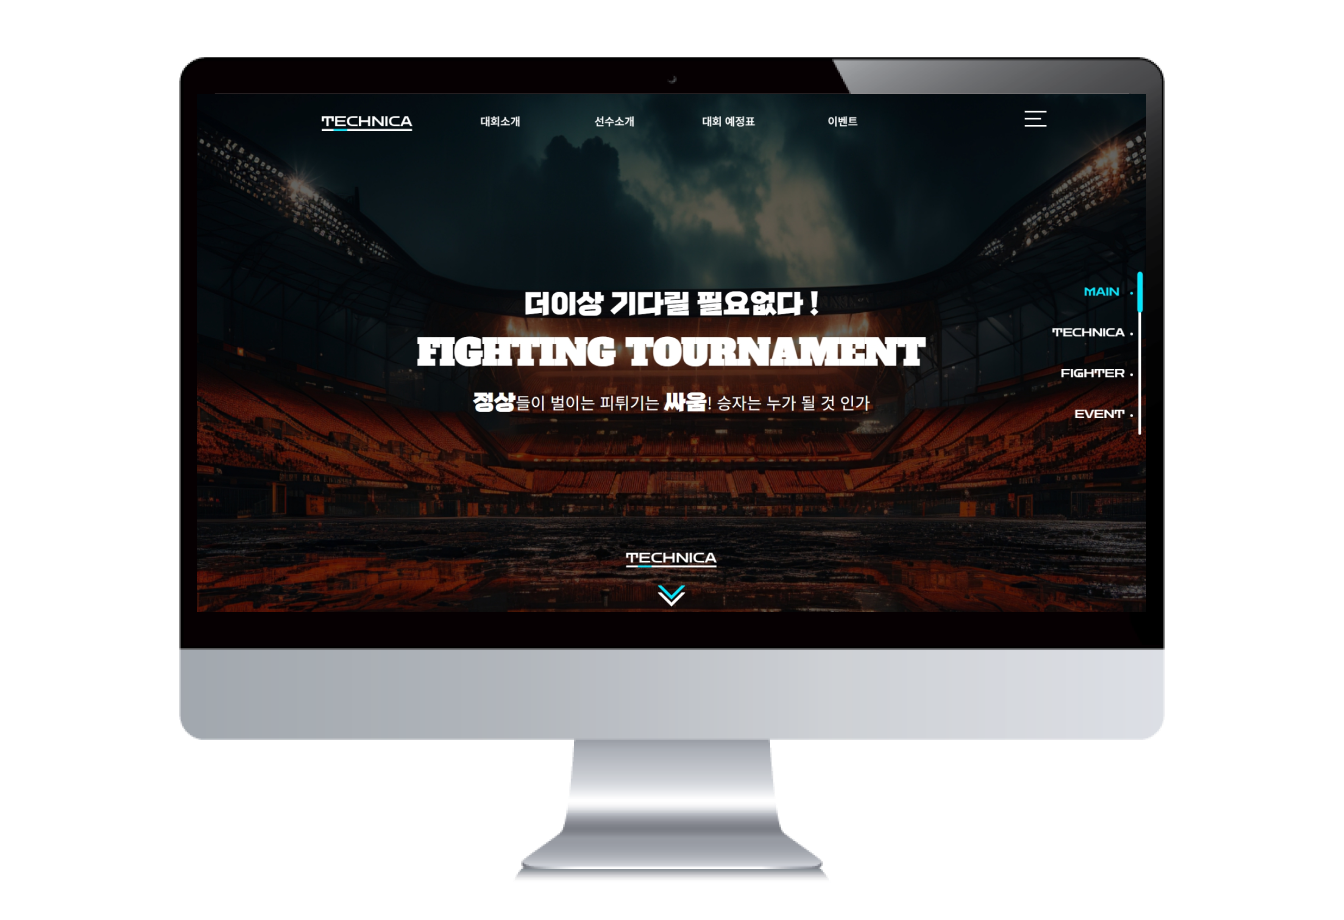 TECHNICA 대회소개 선수소개 대회 예정표 이벤트
더이상 기다릴 필요없다 !
FIGHTING TOURNAMENT
정상들이 벌이는 피튀기는 싸움! 승자는 누가 될 것 인가
MAIN
TECHNICA
FIGHTER
EVENT
TECHNICA